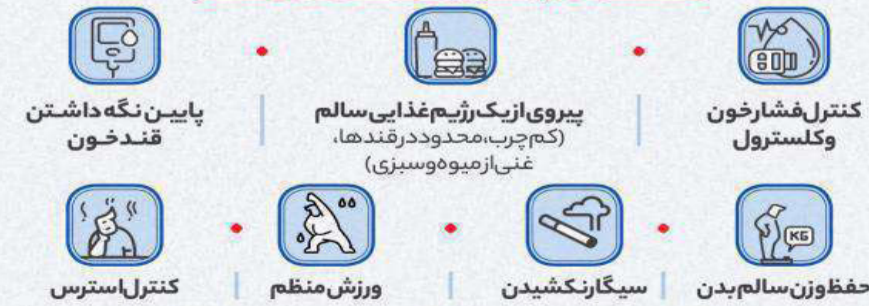 کنترل فشار خون
و کلسترول
پیروی از یک رژیم غذایی سالم
(کم‌چرب، محدود در قندها،
غنی از میوه و سبزی)
پایین نگه داشتن
قند خون
KG
حفظ وزن سالم بدن
سیگار نکشیدن
ورزش منظم
کنترل استرس